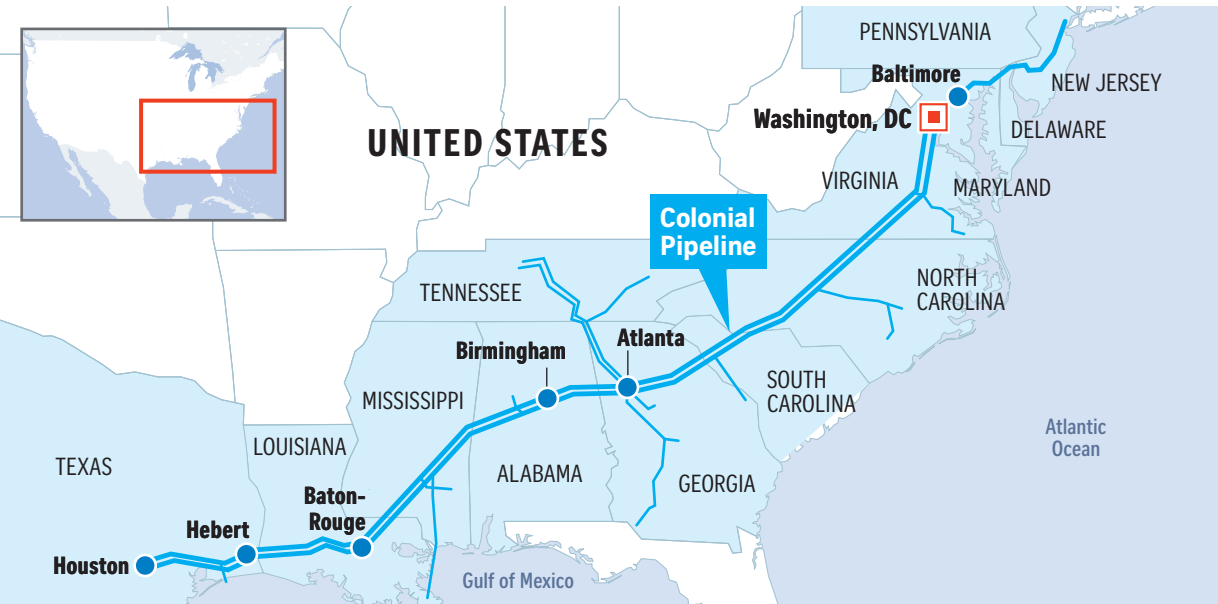 PENNSYLVANIA
Baltimore
NEW JERSEY
Washington, DC
DELAWARE
UNITED STATES
VIRGINIA
MARYLAND
Colonial
Pipeline
NORTH
CAROLINA
TENNESSEE
Atlanta
Birmingham
SOUTH
CAROLINA
MISSISSIPPI
Atlantic
Ocean
LOUISIANA
TEXAS
ALABAMA
GEORGIA
Baton-
Rouge
Hebert
Houston
Gulf of Mexico